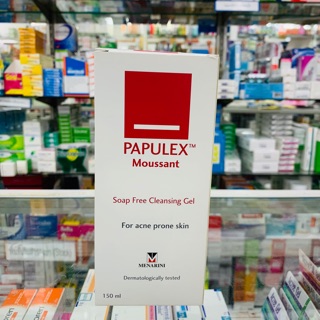 PAPULEX™
Moussant
Soap Free Cleansing Gel
For acne prone skin
MENARINI
Dermatologically tested
150 ml